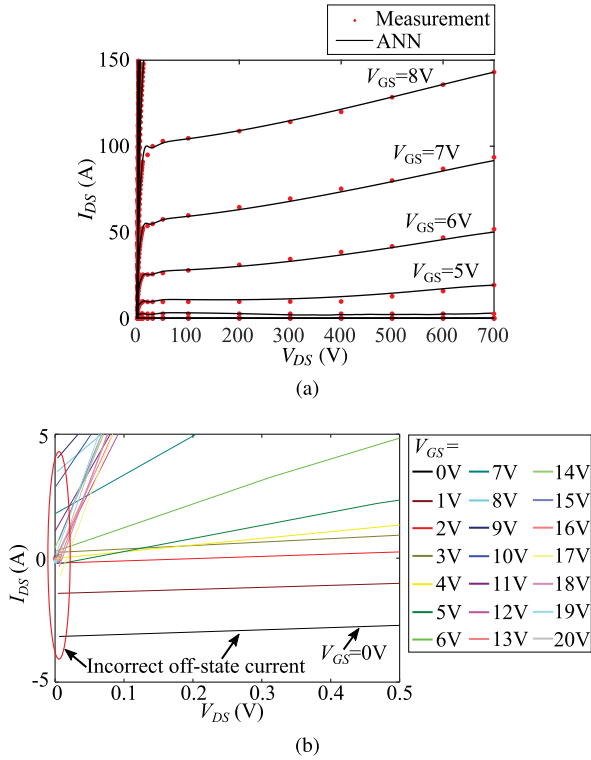 Measurement
ANN
150
100
50
0
I_DS (A)
V_GS=8V
V_GS=7V
V_GS=6V
V_GS=5V
0 100 200 300 400 500 600 700
V_DS (V)
(a)
5
0
-5
I_DS (A)
Incorrect off-state current
V_GS=0V
0 0.1 0.2 0.3 0.4 0.5
V_DS (V)
V_GS=
0V 7V 14V
1V 8V 15V
2V 9V 16V
3V 10V 17V
4V 11V 18V
5V 12V 19V
6V 13V 20V
(b)